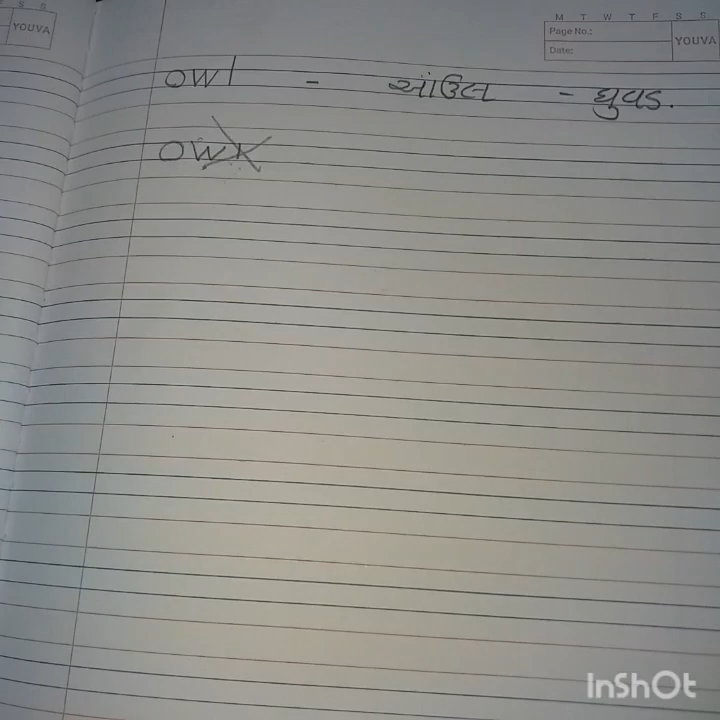 S S
YOUVA
M T W T F S S
Page No.:
Date:
YOUVA
owl - આંઉલ - ઘુવડ.
ow
InShOt